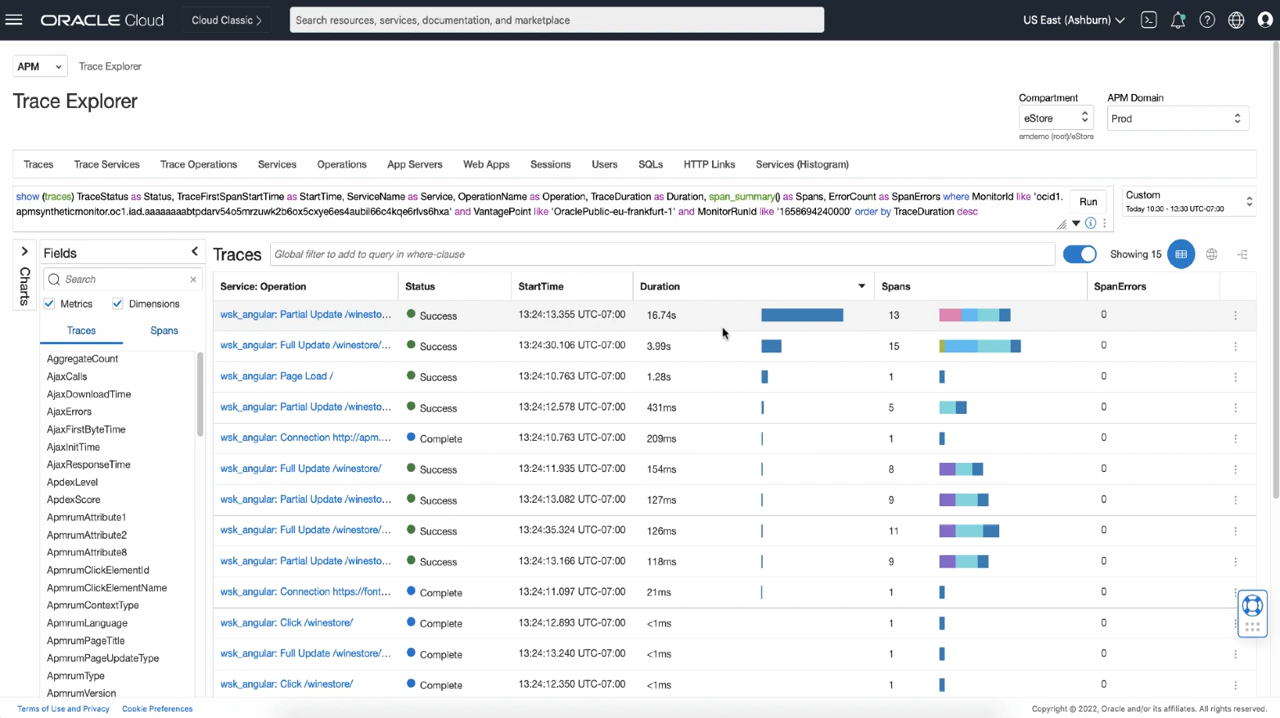 ORACLE Cloud
Cloud Classic >
Search resources, services, documentation, and marketplace
US East (Ashburn)
APM
Trace Explorer
Trace Explorer
Compartment
APM Domain
eStore
Prod
emdemo (root)/eStore
Traces Trace Services Trace Operations Services Operations App Servers Web Apps Sessions Users SQLs HTTP Links Services (Histogram)
show (traces) TraceStatus as Status, TraceFirstSpanStartTime as StartTime, ServiceName as Service, OperationName as Operation, TraceDuration as Duration, span_summary() as Spans, ErrorCount as SpanErrors where MonitorId like 'ocid1.
and VantagePoint like 'OraclePublic-eu-frankfurt-1' and MonitorRunId like '1658694240000' order by TraceDuration desc
Run
Custom
Today 10:30 - 13:30 UTC-07:00
Charts
Fields
Search
Metrics Dimensions
Traces Spans
AggregateCount
AjaxCalls
AjaxDownloadTime
AjaxErrors
AjaxFirstByteTime
AjaxInitTime
AjaxResponseTime
ApdexLevel
ApdexScore
ApmrumAttribute1
ApmrumAttribute2
ApmrumAttribute8
ApmrumClickElementId
ApmrumClickElementName
ApmrumContextType
ApmrumLanguage
ApmrumPageTitle
ApmrumPageUpdateType
ApmrumType
ApmrumVersion
Traces
Global filter to add to query in where-clause
Showing 15
Service: Operation Status StartTime Duration Spans SpanErrors
wsk_angular: Partial Update /winesto... Success 13:24:13.355 UTC-07:00 16.74s 13 0
wsk_angular: Full Update /winestore/... Success 13:24:30.106 UTC-07:00 3.99s 15 0
wsk_angular: Page Load / Success 13:24:10.763 UTC-07:00 1.28s 1 0
wsk_angular: Partial Update /winesto... Success 13:24:12.578 UTC-07:00 431ms 5 0
wsk_angular: Connection http://apm.... Complete 13:24:10.763 UTC-07:00 209ms 1 0
wsk_angular: Full Update /winestore/ Success 13:24:11.935 UTC-07:00 154ms 8 0
wsk_angular: Partial Update /winesto... Success 13:24:13.082 UTC-07:00 127ms 9 0
wsk_angular: Full Update /winestore/... Success 13:24:35.324 UTC-07:00 126ms 11 0
wsk_angular: Partial Update /winesto... Success 13:24:13.166 UTC-07:00 118ms 9 0
wsk_angular: Connection https://font... Complete 13:24:11.097 UTC-07:00 21ms 1 0
wsk_angular: Click /winestore/ Complete 13:24:12.893 UTC-07:00 <1ms 1 0
wsk_angular: Full Update /winestore/... Complete 13:24:13.240 UTC-07:00 <1ms 1 0
wsk_angular: Click /winestore/ Complete 13:24:12.350 UTC-07:00 <1ms 1 0
Terms of Use and Privacy Cookie Preferences
Copyright © 2022, Oracle and/or its affiliates. All rights reserved.